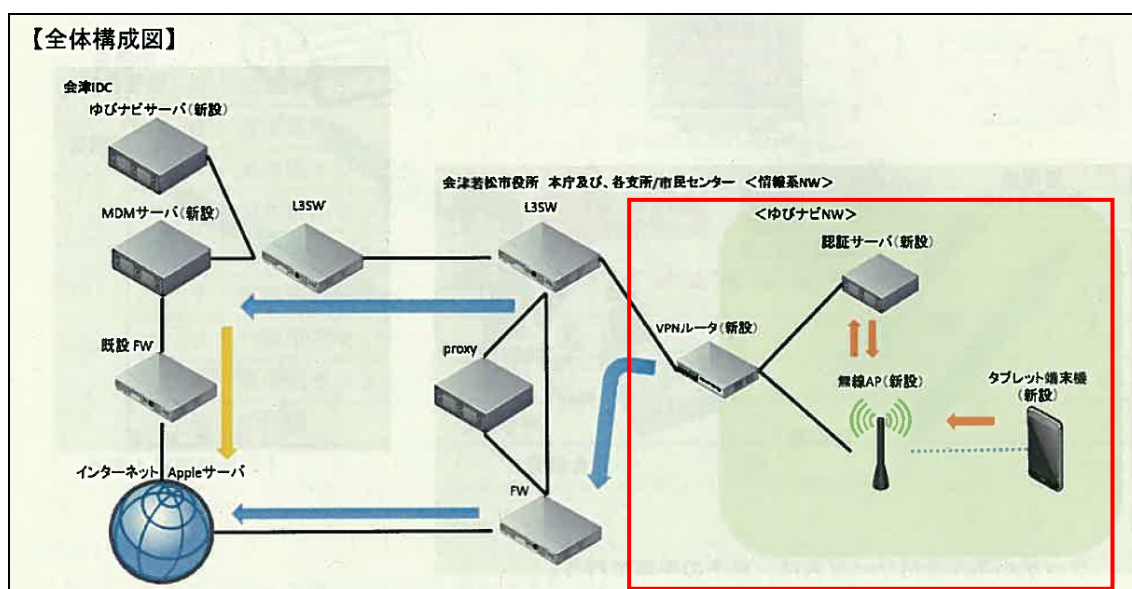 【全体構成図】
会津IDC
ゆびナビサーバ(新設)
MDMサーバ(新設)
L3SW
既設 FW
インターネット Appleサーバ
会津若松市役所 本庁及び、各支所/市民センター <情報系NW>
L3SW
proxy
FW
<ゆびナビNW>
認証サーバ(新設)
VPNルータ(新設)
無線AP(新設)
タブレット端末機
(新設)